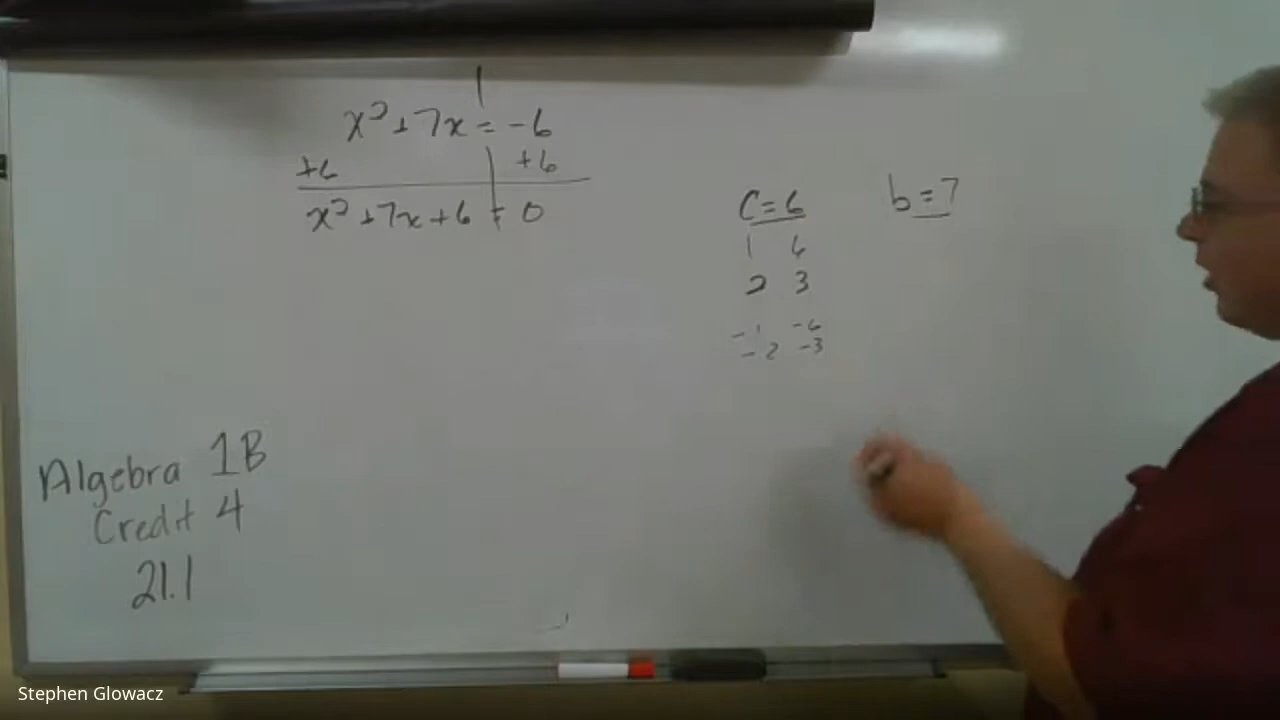 x² + 7x = -6
+6 +6
x² + 7x + 6 = 0
C=6 b=7
1 6
2 3
-1 -6
-2 -3
Algebra 1B
Credit 4
21.1
Stephen Glowacz